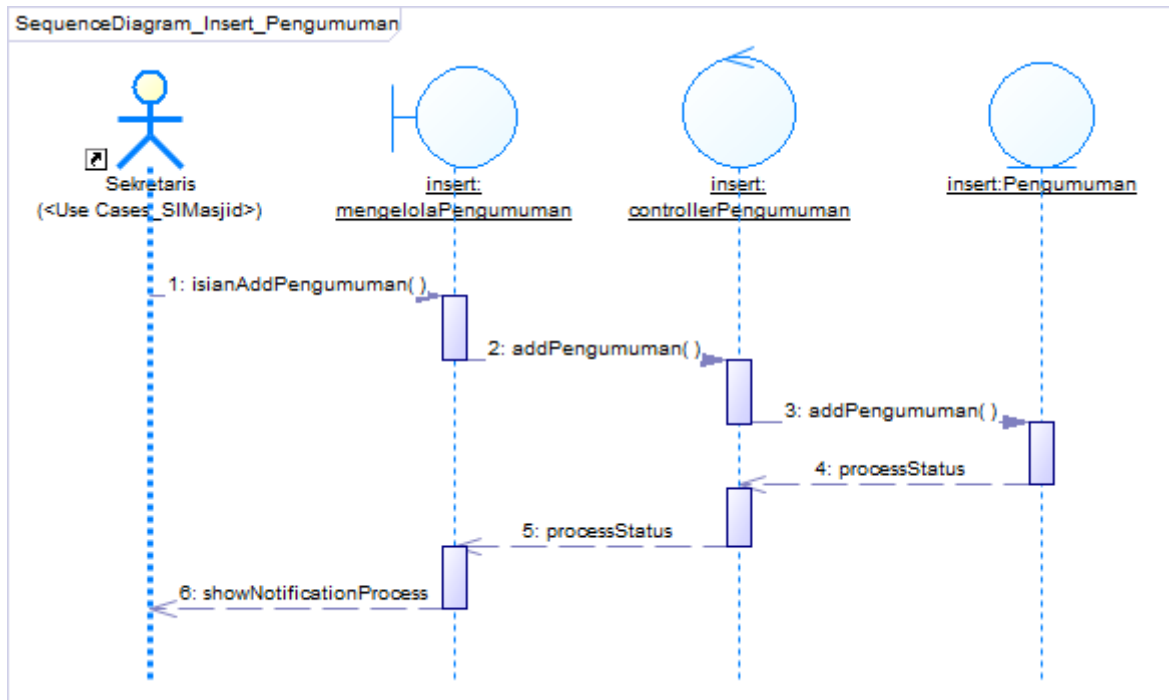 SequenceDiagram_Insert_Pengumuman
Sekretaris
(<Use Cases_SIMasjid>)
insert:
mengelolaPengumuman
insert:
controllerPengumuman
insert:Pengumuman
1: isianAddPengumuman( )
2: addPengumuman( )
3: addPengumuman( )
4: processStatus
5: processStatus
6: showNotificationProcess